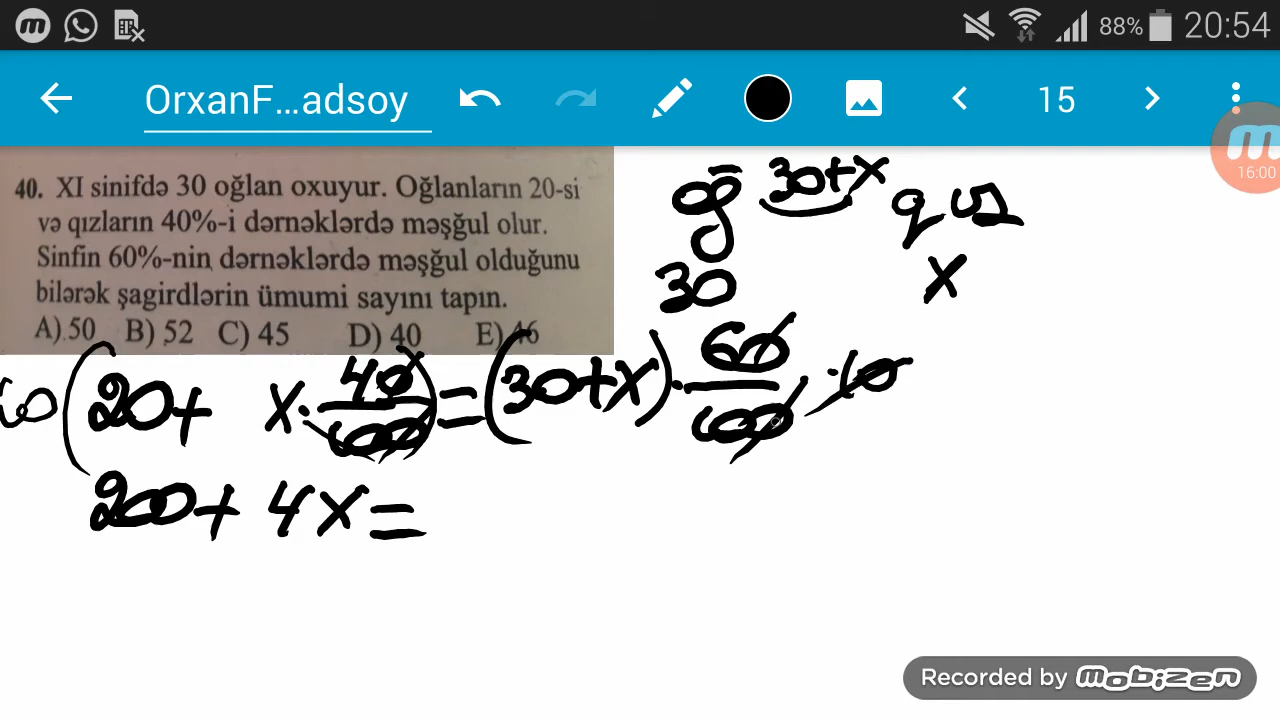 88% 20:54
OrxanF...adsoy 15
16:00
40. XI sinifdə 30 oğlan oxuyur. Oğlanların 20-si
və qızların 40%-i dərnəklərdə məşğul olur.
Sinfin 60%-nin dərnəklərdə məşğul olduğunu
bilərək şagirdlərin ümumi sayını tapın.
A) 50 B) 52 C) 45 D) 40 E) 46
oğ 30+x qız
30 x
10(20+ x·40/100)=(30+x)·60/100·10
200+ 4x=
Recorded by mobizen